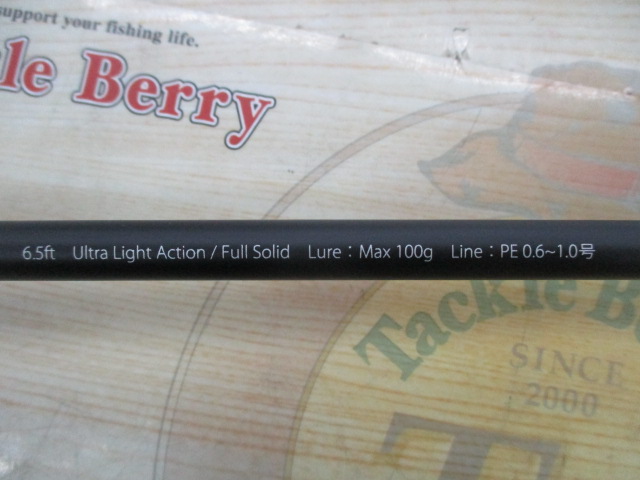 support your fishing life.
le Berry
6.5ft Ultra Light Action / Full Solid Lure : Max 100g Line : PE 0.6~1.0号
Tackle Be
SINCE
2000
T